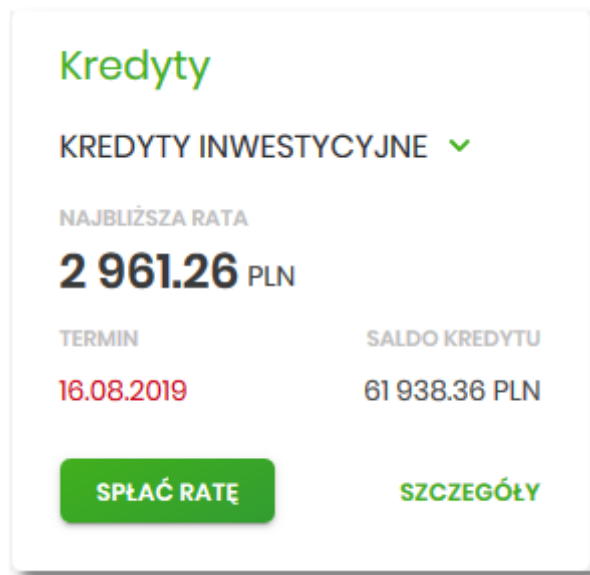 Kredyty
KREDYTY INWESTYCYJNE
NAJBLIŻSZA RATA
2 961.26 PLN
TERMIN SALDO KREDYTU
16.08.2019 61 938.36 PLN
SPŁAĆ RATĘ SZCZEGÓŁY